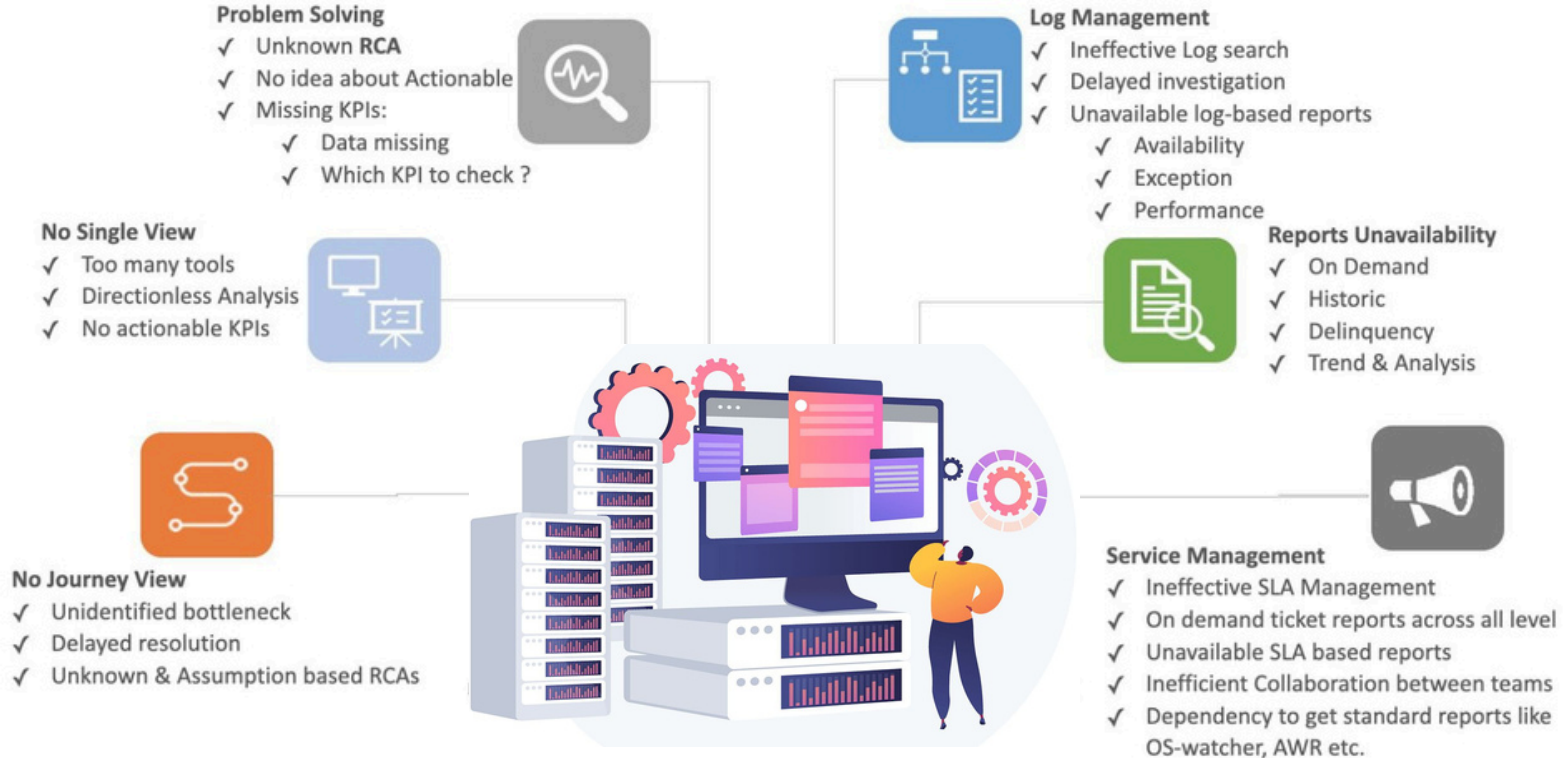 Problem Solving
✓ Unknown RCA
✓ No idea about Actionable
✓ Missing KPIs:
✓ Data missing
✓ Which KPI to check ?
Log Management
✓ Ineffective Log search
✓ Delayed investigation
✓ Unavailable log-based reports
✓ Availability
✓ Exception
✓ Performance
No Single View
✓ Too many tools
✓ Directionless Analysis
✓ No actionable KPIs
Reports Unavailability
✓ On Demand
✓ Historic
✓ Delinquency
✓ Trend & Analysis
No Journey View
✓ Unidentified bottleneck
✓ Delayed resolution
✓ Unknown & Assumption based RCAs
Service Management
✓ Ineffective SLA Management
✓ On demand ticket reports across all level
✓ Unavailable SLA based reports
✓ Inefficient Collaboration between teams
✓ Dependency to get standard reports like
OS-watcher, AWR etc.